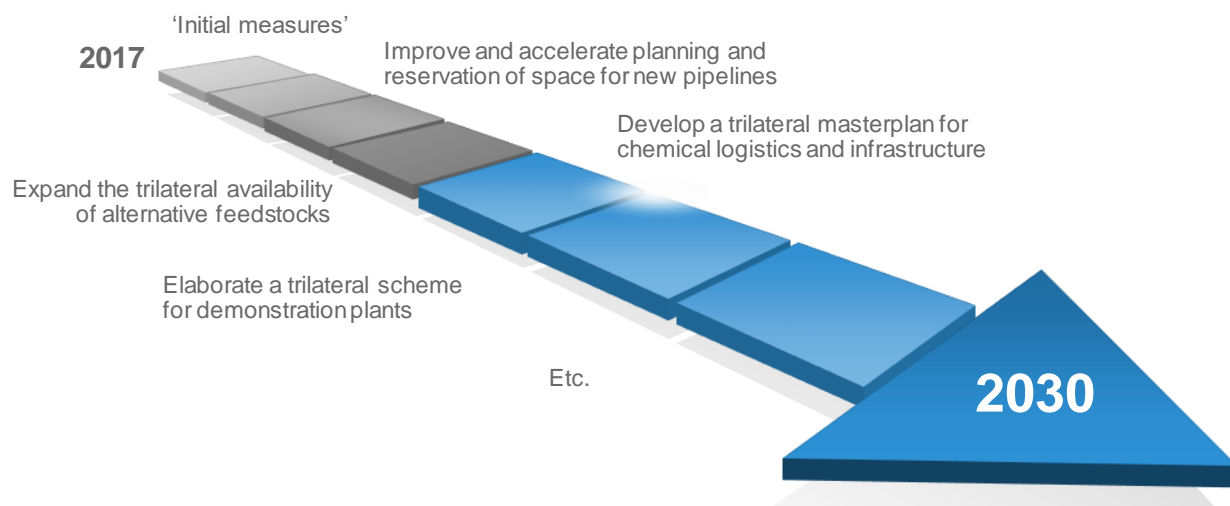 ‘Initial measures’
2017
Improve and accelerate planning and
reservation of space for new pipelines
Develop a trilateral masterplan for
chemical logistics and infrastructure
Expand the trilateral availability
of alternative feedstocks
Elaborate a trilateral scheme
for demonstration plants
Etc.
2030